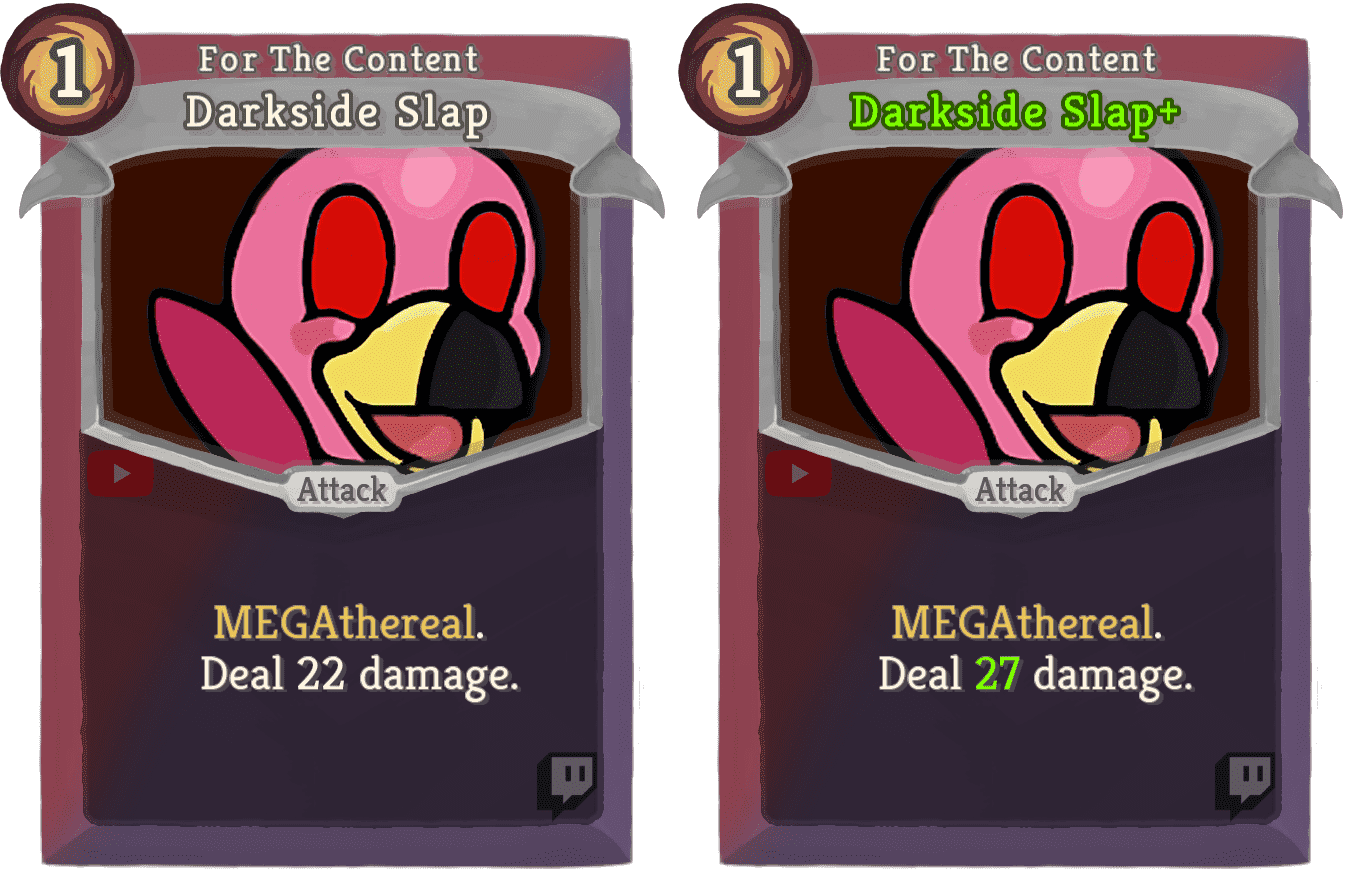 1
For The Content
Darkside Slap
Attack
MEGAthereal.
Deal 22 damage.
1
For The Content
Darkside Slap+
Attack
MEGAthereal.
Deal 27 damage.